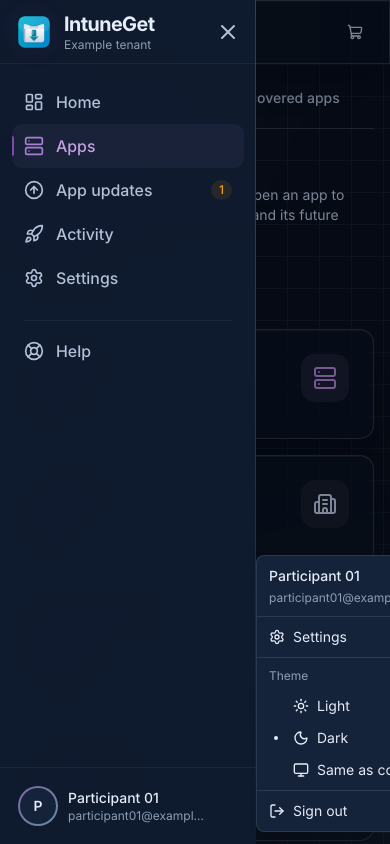 IntuneGet
Example tenant
Home
Apps
App updates
1
Activity
Settings
Help
P
Participant 01
participant01@exampl...
overed apps
pen an app to
and its future
Participant 01
participant01@examp
Settings
Theme
Light
Dark
Same as co
Sign out